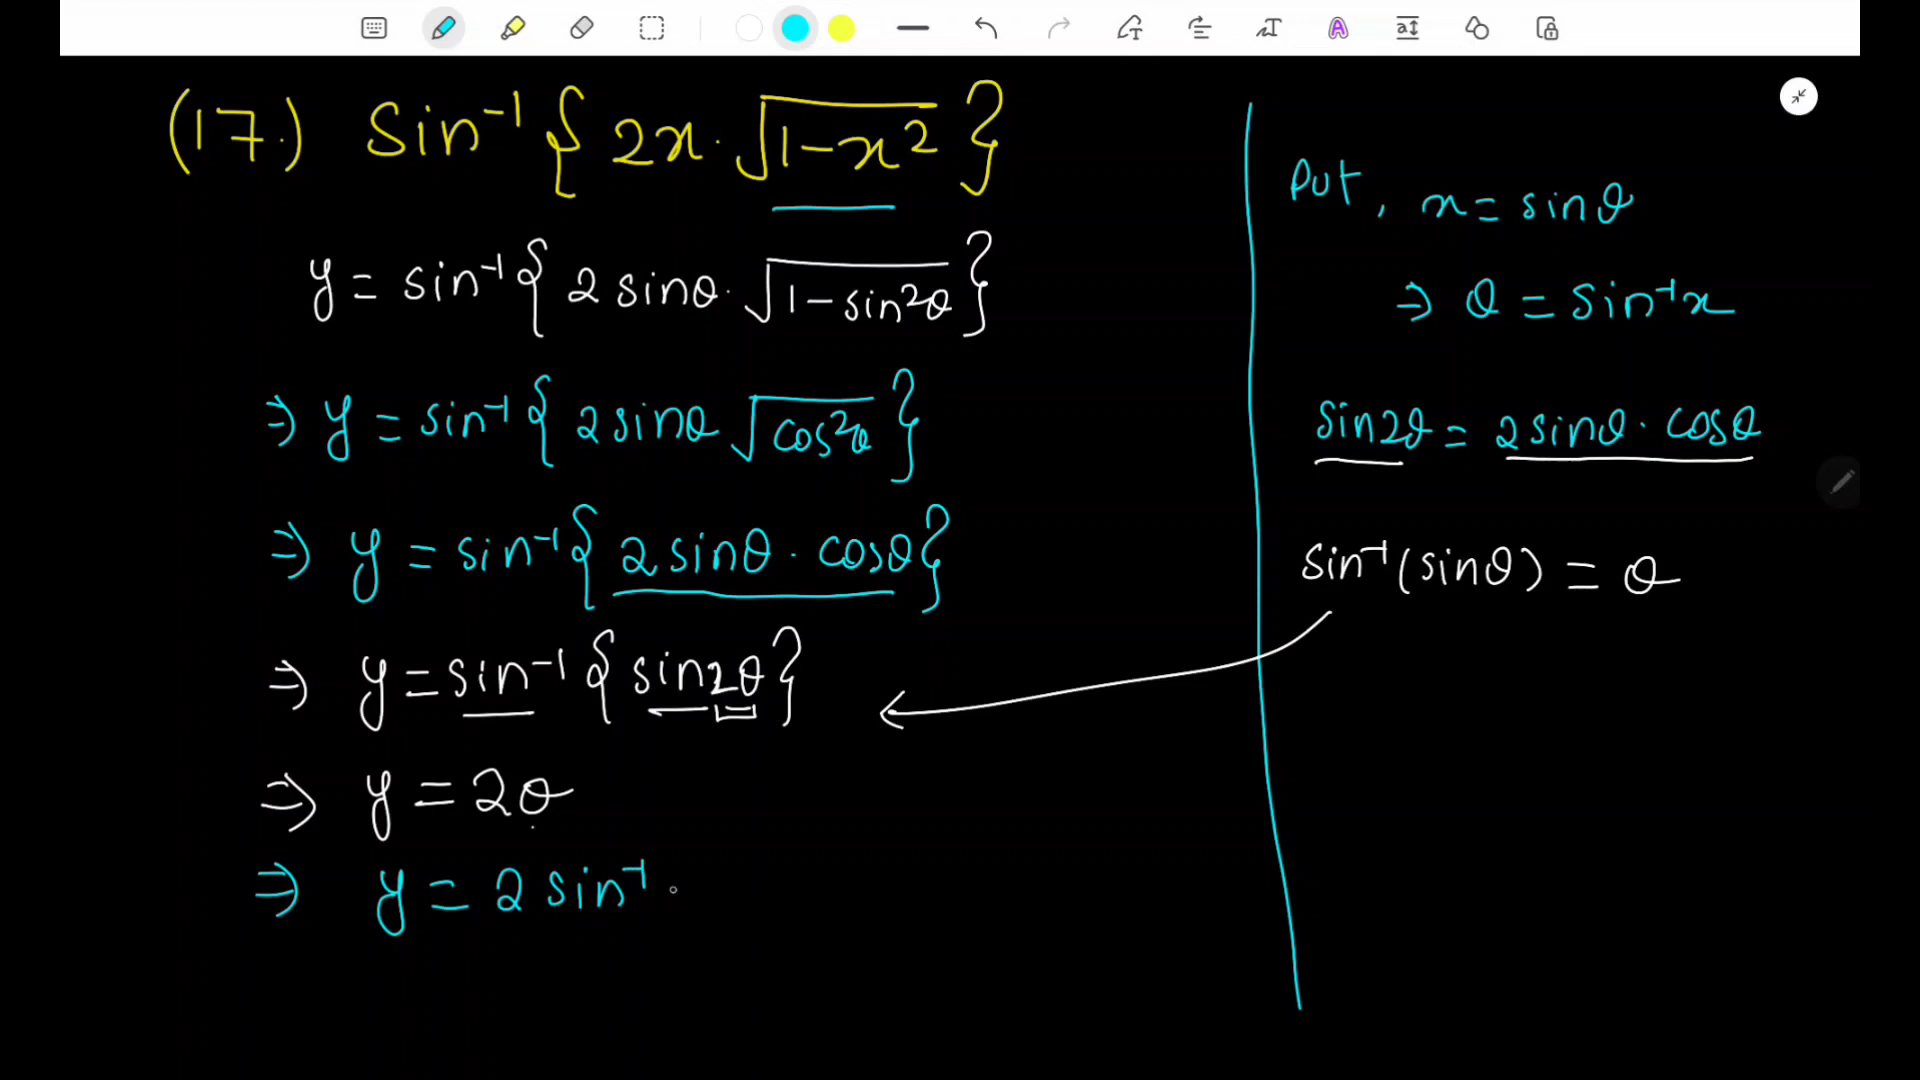 (17.) Sin⁻¹{2x·√1-x²}
y = sin⁻¹{2 sinθ·√1-sin²θ}
⇒ y = sin⁻¹{2 sinθ √cos²θ}
⇒ y = sin⁻¹{2 sinθ · cosθ}
⇒ y = sin⁻¹{sin2θ}
⇒ y = 2θ
⇒ y = 2 sin⁻¹
Put, x = sinθ
⇒ θ = Sin⁻¹x
Sin2θ = 2 sinθ · cosθ
Sin⁻¹(sinθ) = θ